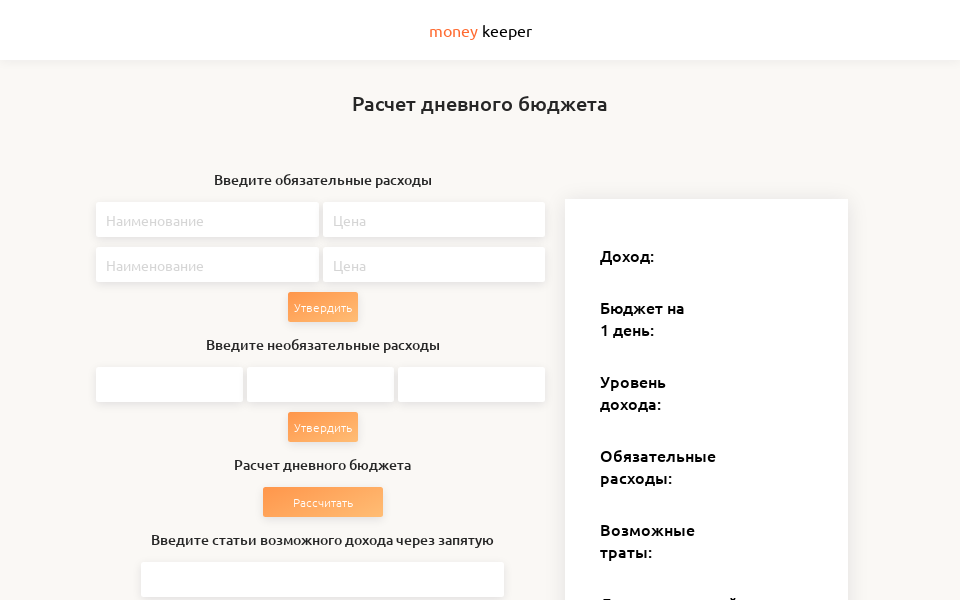 money keeper
Расчет дневного бюджета
Введите обязательные расходы
Наименование
Цена
Наименование
Цена
Утвердить
Введите необязательные расходы
Утвердить
Расчет дневного бюджета
Рассчитать
Введите статьи возможного дохода через запятую
Доход:
Бюджет на
1 день:
Уровень
дохода:
Обязательные
расходы:
Возможные
траты: